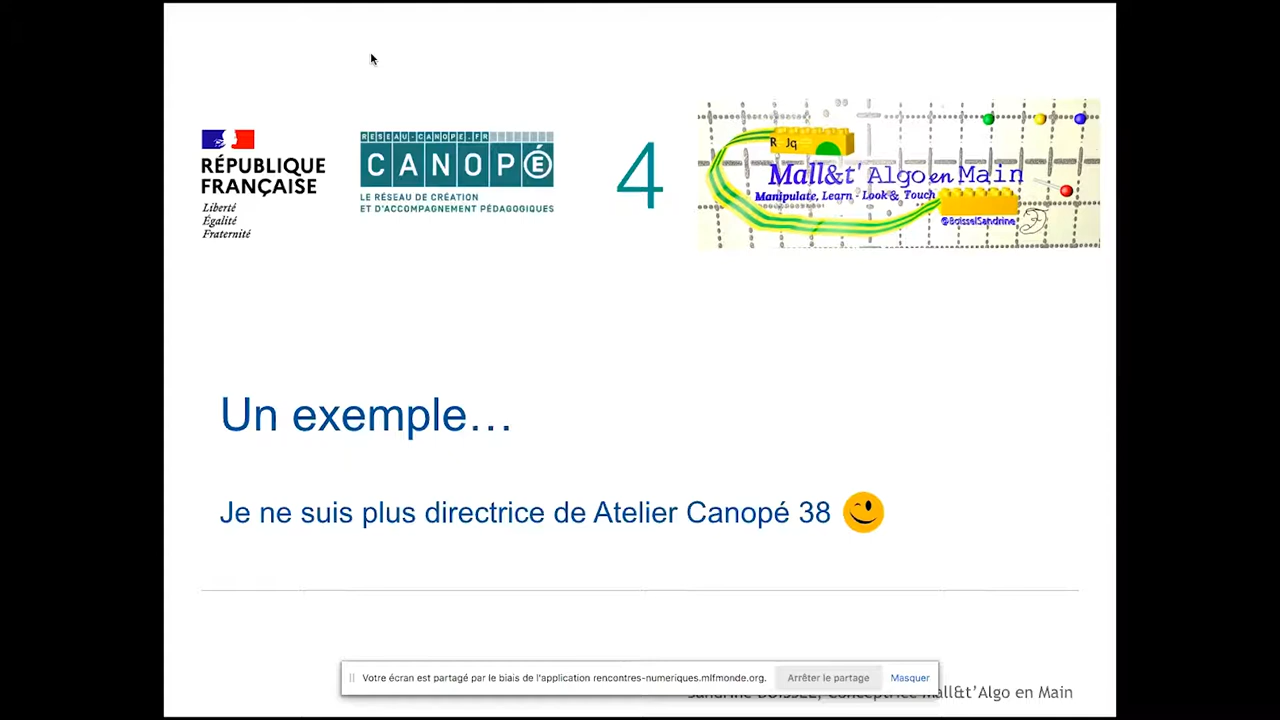 RÉPUBLIQUE
FRANÇAISE
Liberté
Égalité
Fraternité
RESEAU-CANOPE.FR
CANOPÉ
LE RÉSEAU DE CRÉATION
ET D'ACCOMPAGNEMENT PÉDAGOGIQUES
4
R Jq
Mall&t'Algo en Main
Manipulate, Learn - Look & Touch
@BoisselSandrine
Un exemple…
Je ne suis plus directrice de Atelier Canopé 38
Votre écran est partagé par le biais de l'application rencontres-numeriques.mlfmonde.org.
Arrêter le partage
Masquer
Mall&t'Algo en Main